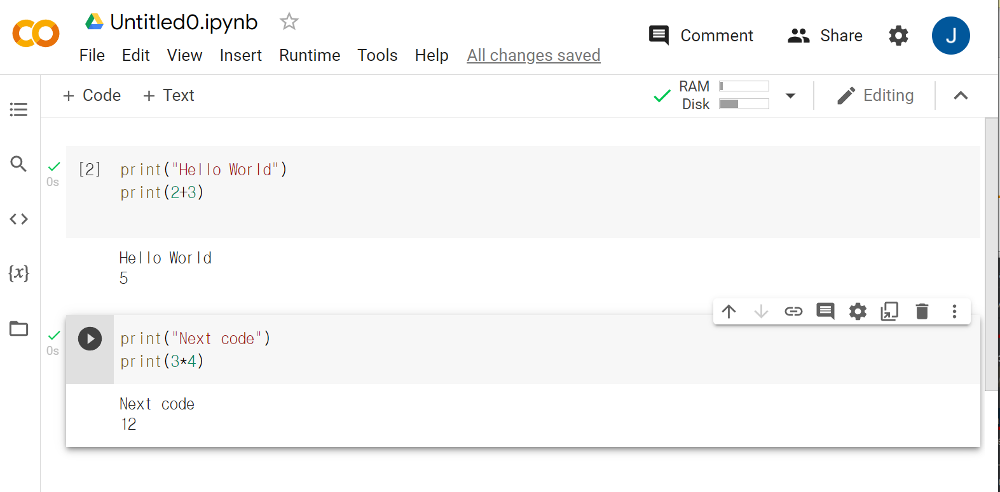 Untitled0.ipynb
File Edit View Insert Runtime Tools Help All changes saved
Comment Share J
+ Code + Text
RAM
Disk
Editing
[2] print("Hello World")
0s
print(2+3)
Hello World
5
print("Next code")
0s
print(3*4)
Next code
12
{x}